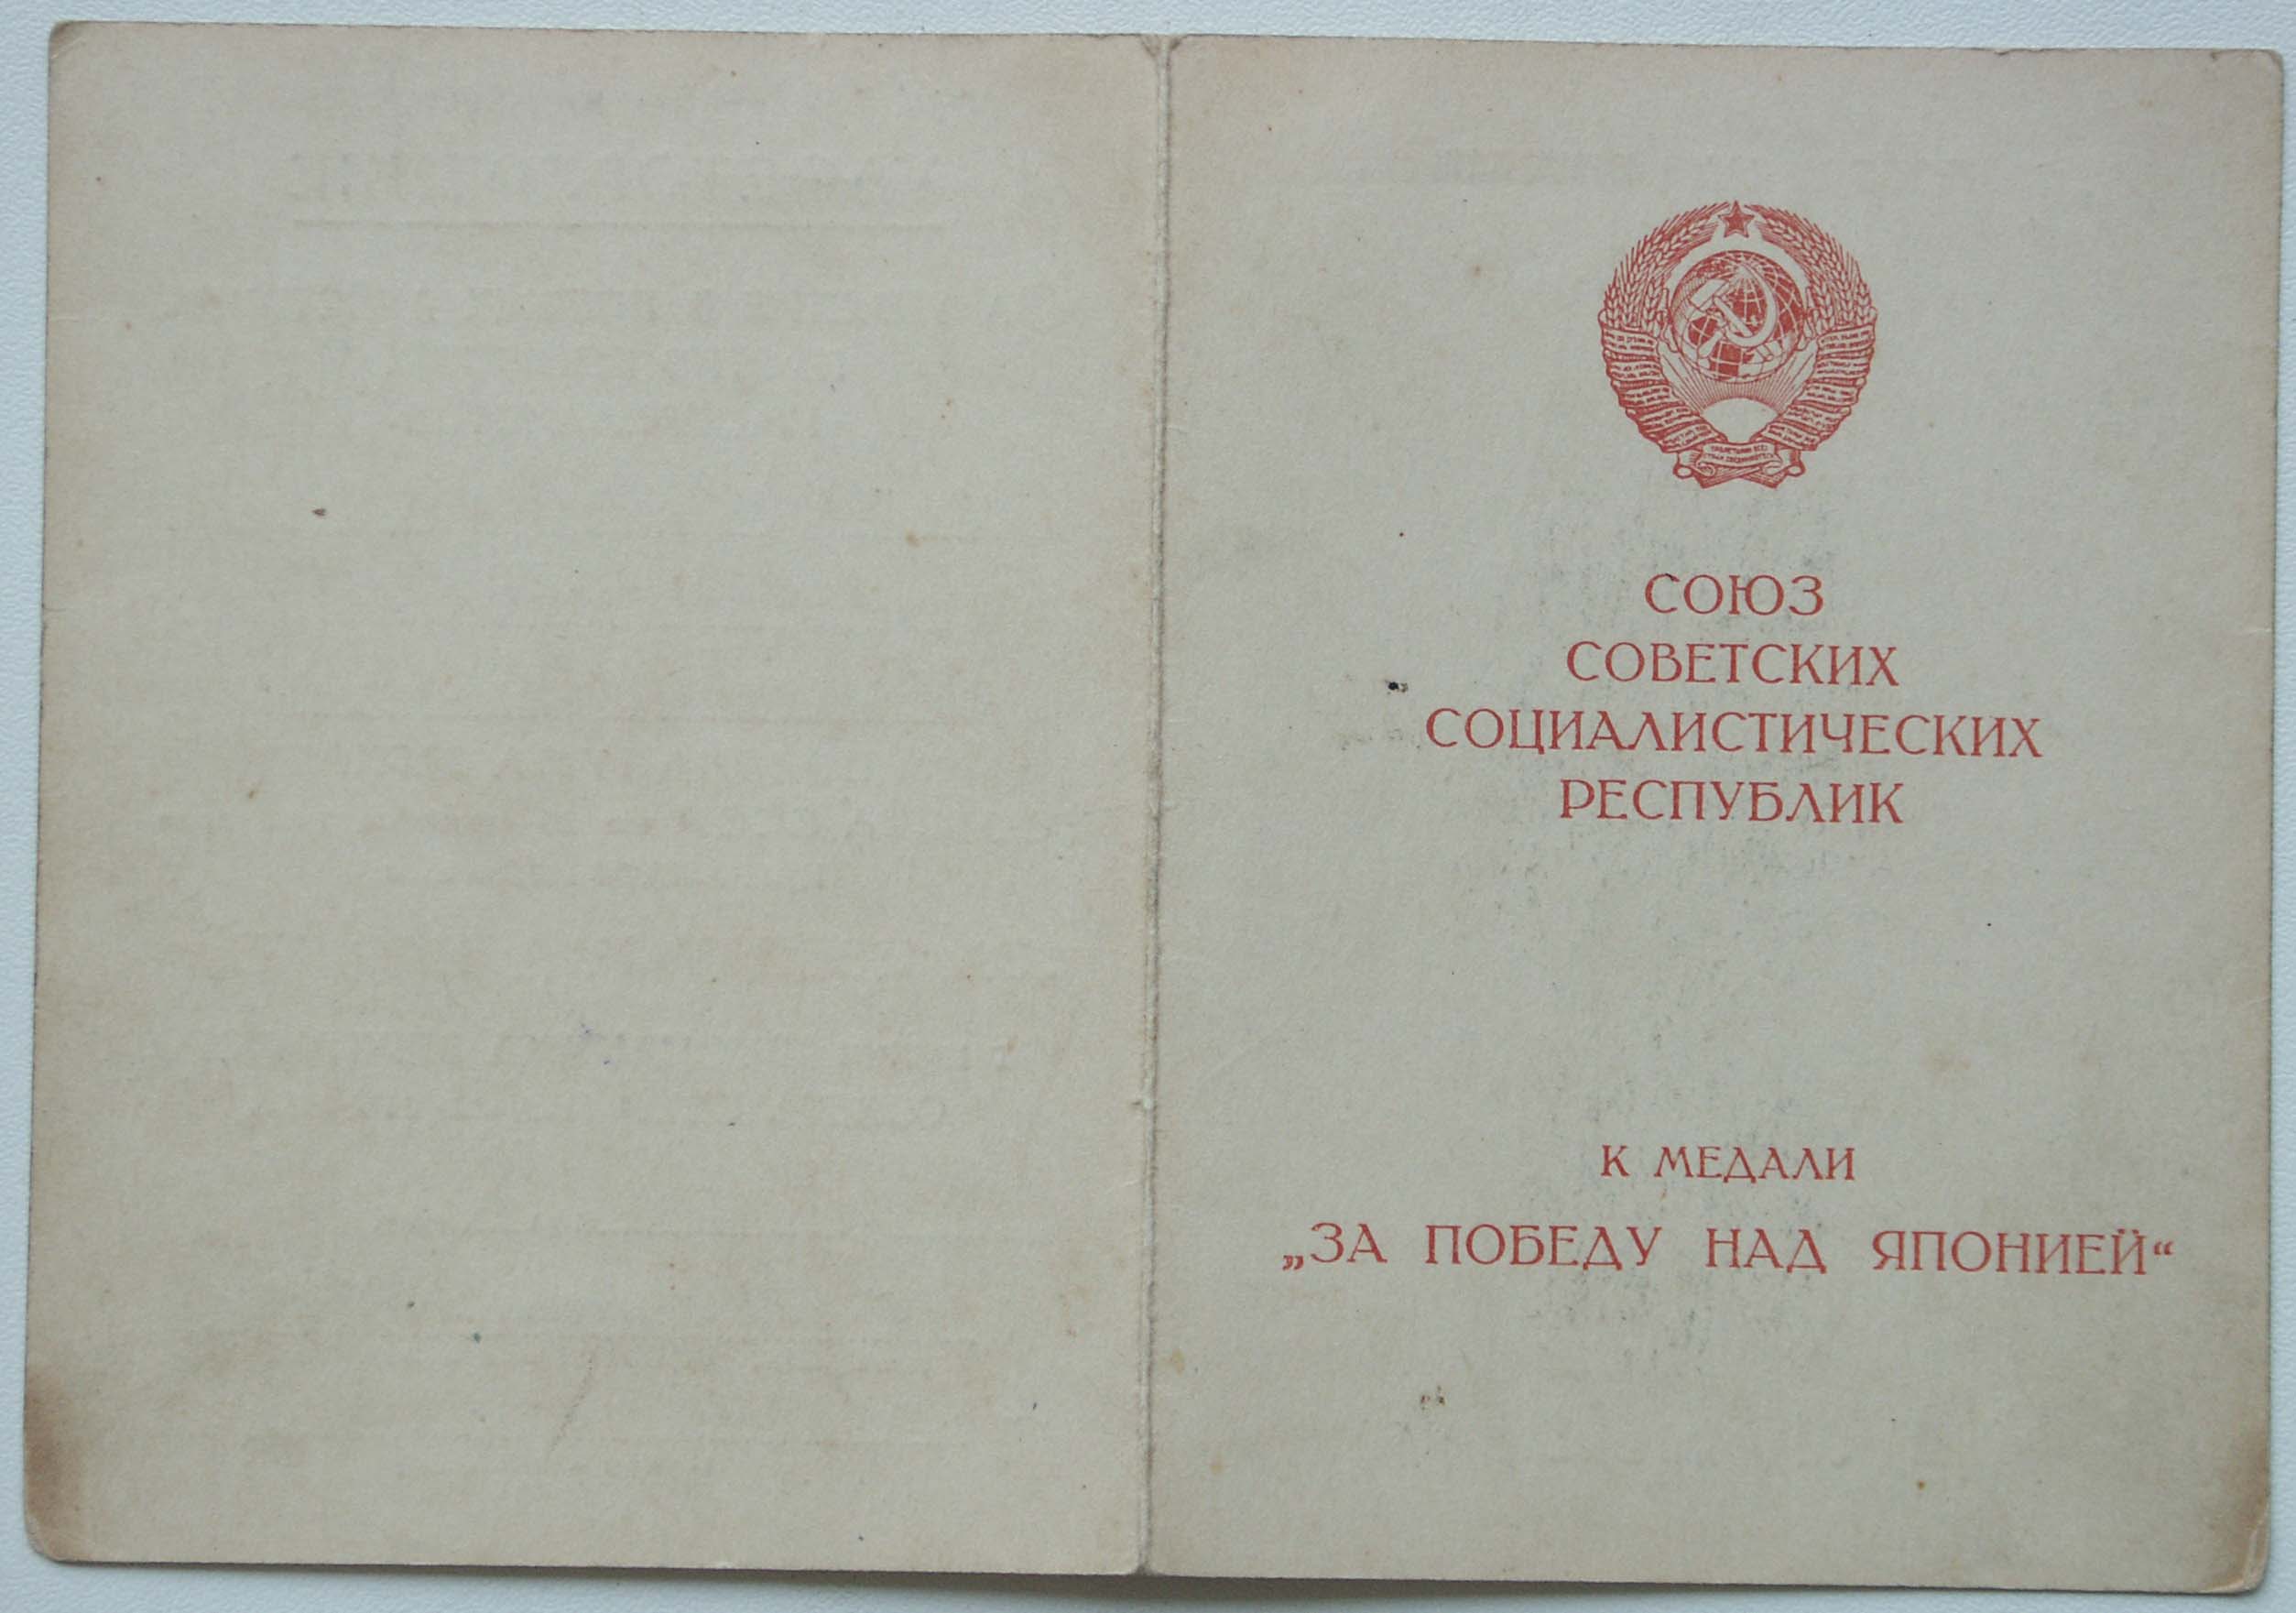 СОЮЗ
СОВЕТСКИХ
СОЦИАЛИСТИЧЕСКИХ
РЕСПУБЛИК
К МЕДАЛИ
„ЗА ПОБЕДУ НАД ЯПОНИЕЙ“